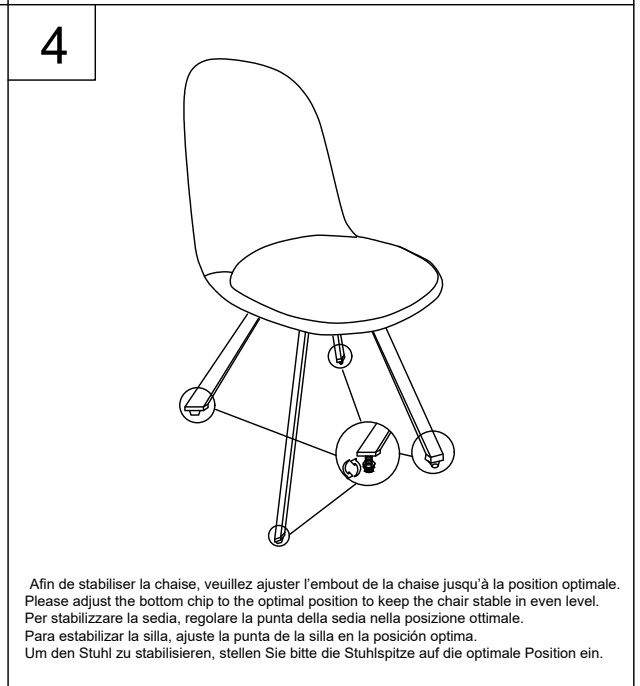 4
Afin de stabiliser la chaise, veuillez ajuster l'embout de la chaise jusqu'à la position optimale.
Please adjust the bottom chip to the optimal position to keep the chair stable in even level.
Per stabilizzare la sedia, regolare la punta della sedia nella posizione ottimale.
Para estabilizar la silla, ajuste la punta de la silla en la posición optima.
Um den Stuhl zu stabilisieren, stellen Sie bitte die Stuhlspitze auf die optimale Position ein.